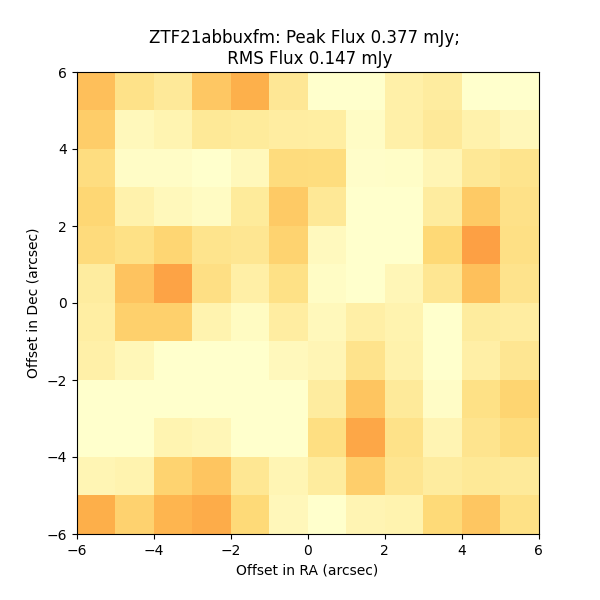 ZTF21abbuxfm: Peak Flux 0.377 mJy;
RMS Flux 0.147 mJy
6
4
2
0
−2
−4
−6
Offset in Dec (arcsec)
−6 −4 −2 0 2 4 6
Offset in RA (arcsec)